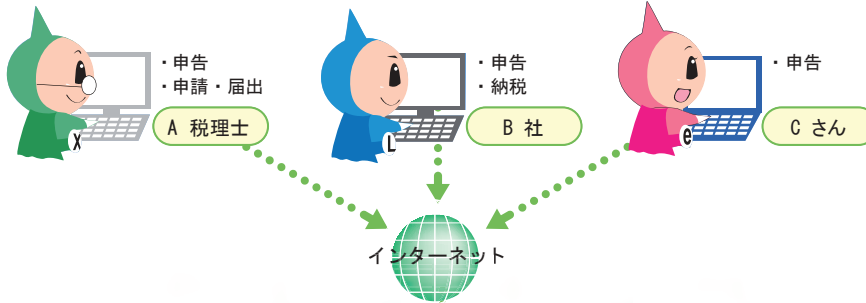 ・申告
・申請・届出
A 税理士
X
・申告
・納税
B 社
L
・申告
C さん
e
インターネット